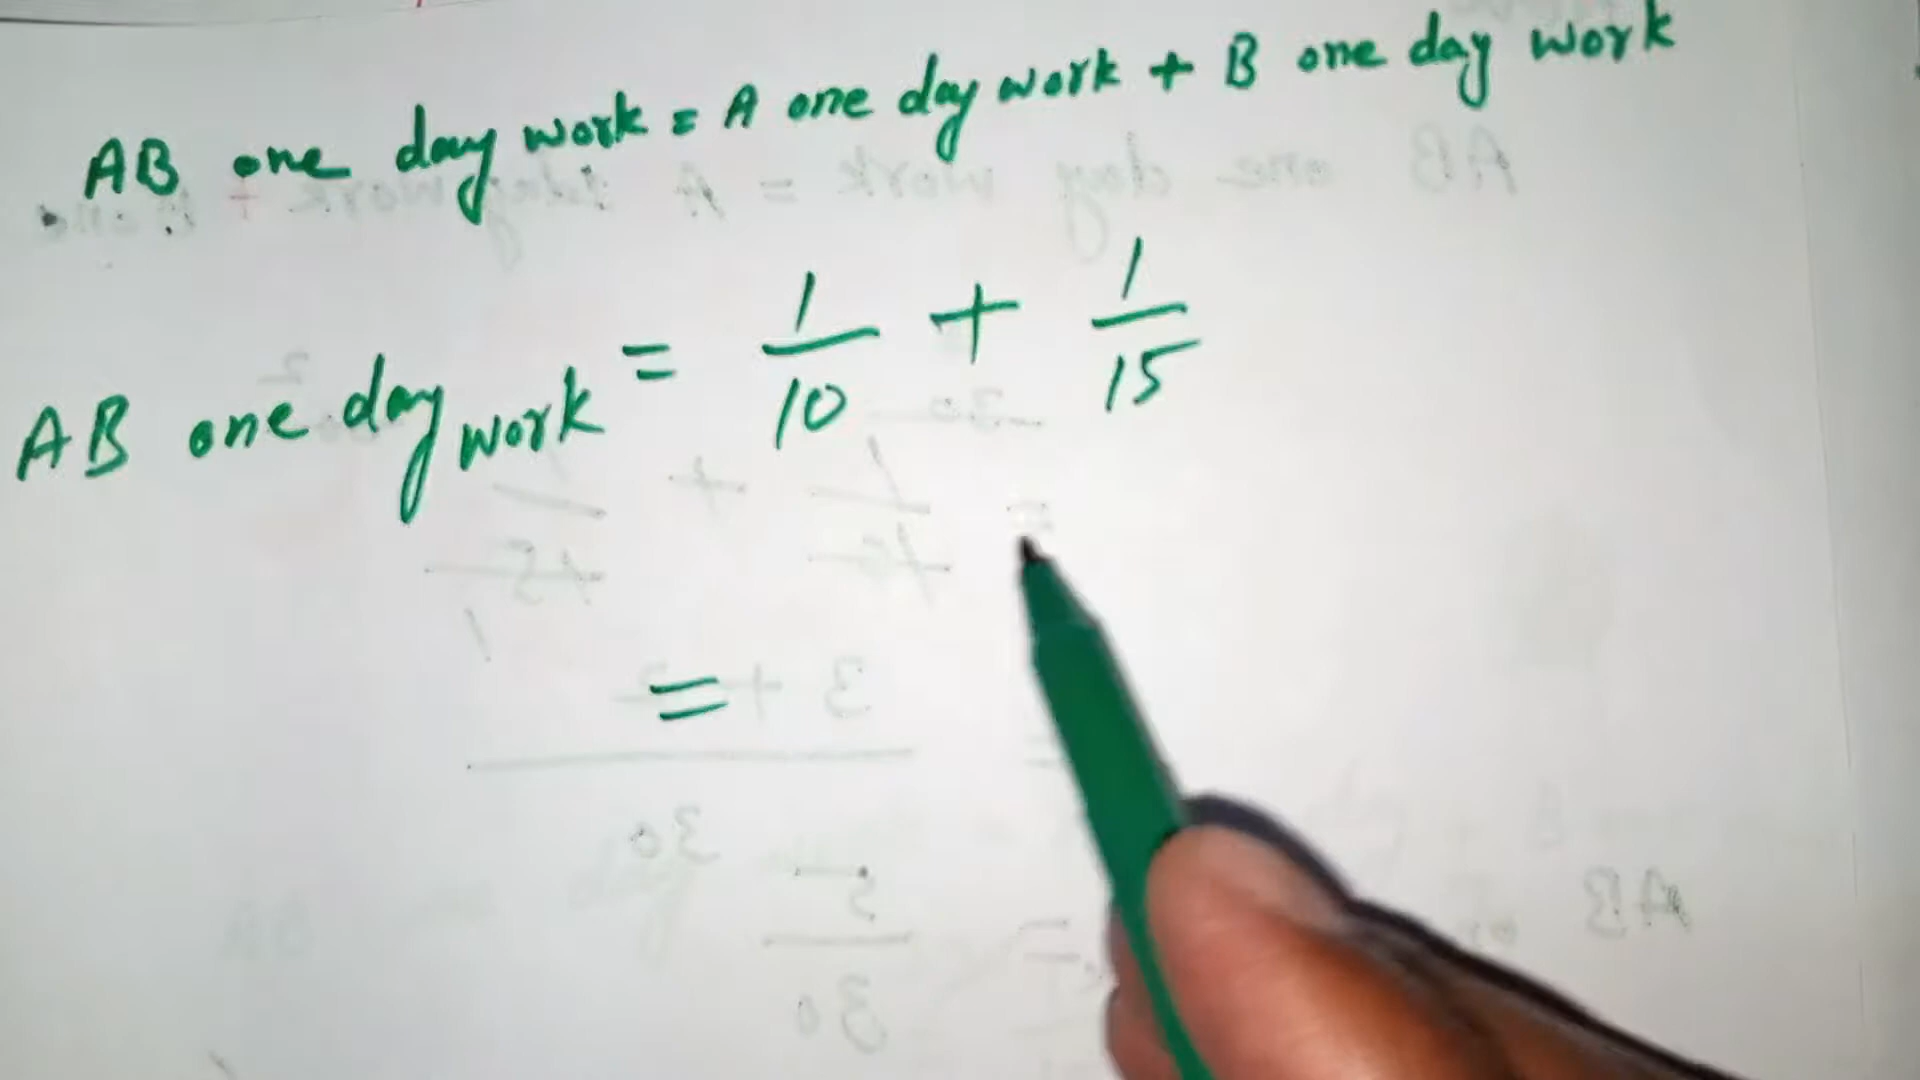 AB one day work = A one day work + B one day work
AB one day work = 1/10 + 1/15
=